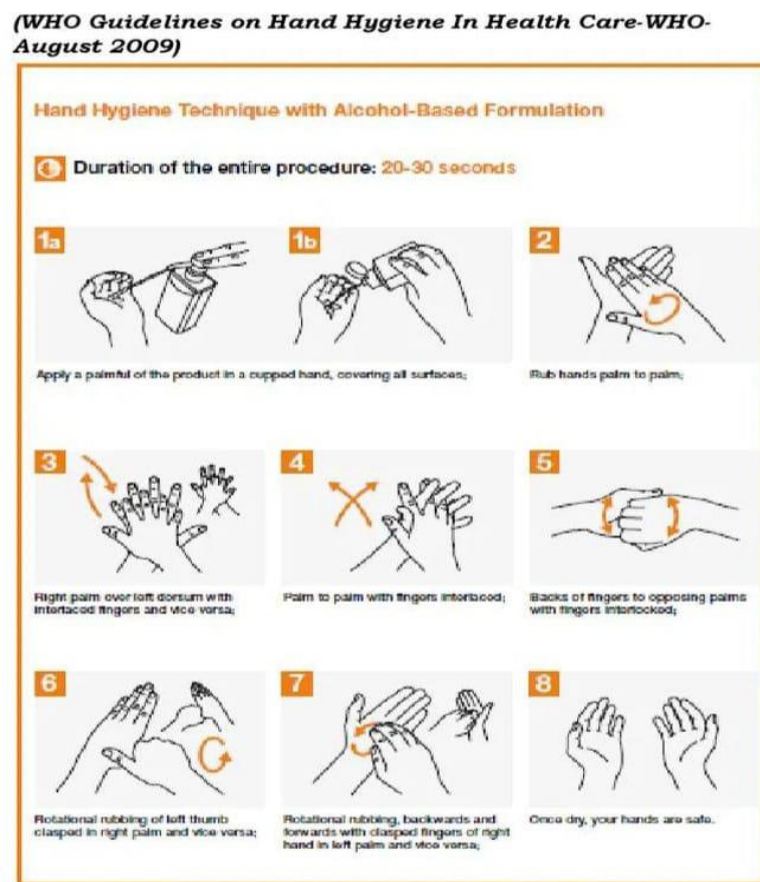 (WHO Guidelines on Hand Hygiene In Health Care-WHO-
August 2009)
Hand Hygiene Technique with Alcohol-Based Formulation
Duration of the entire procedure: 20-30 seconds
1a
1b
2
Apply a palmful of the product in a cupped hand, covering all surfaces;
Rub hands palm to palm;
3
4
5
Right palm over left dorsum with
interlaced fingers and vice versa;
Palm to palm with fingers interlaced;
Backs of fingers to opposing palms
with fingers interlocked;
6
7
8
Rotational rubbing of left thumb
clasped in right palm and vice versa;
Rotational rubbing, backwards and
forwards with clasped fingers of right
hand in left palm and vice versa;
Once dry, your hands are safe.